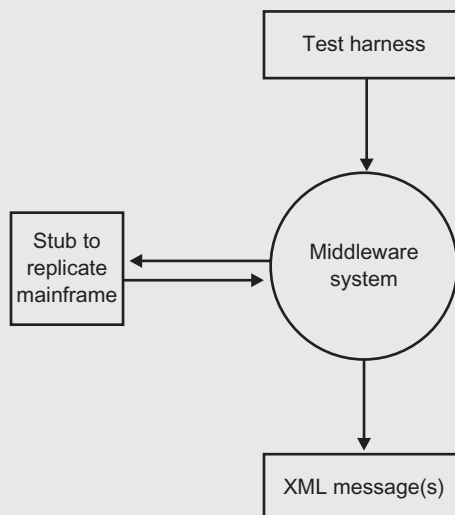 Test harness
Stub to
replicate
mainframe
Middleware
system
XML message(s)